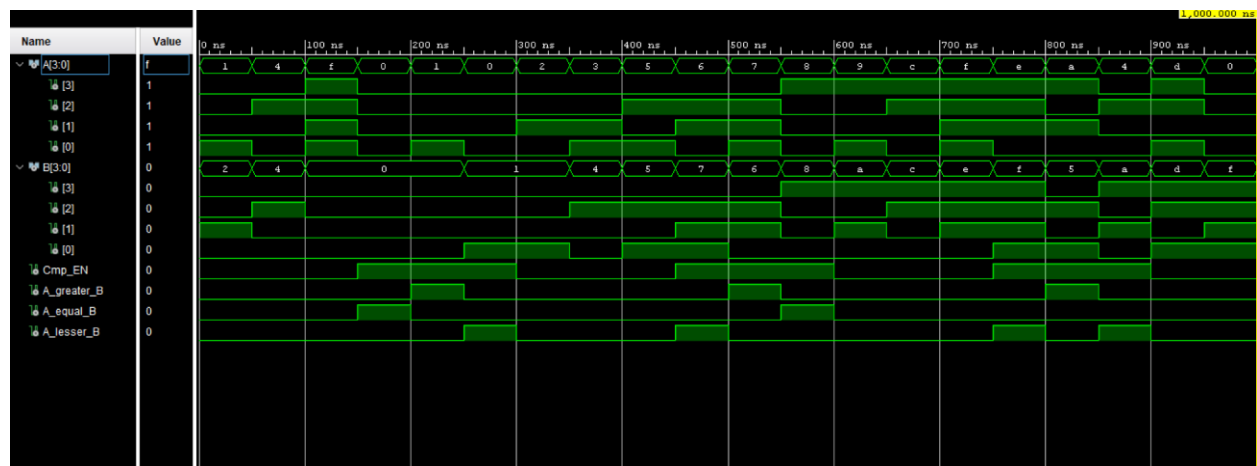 1,000.000 ns
Name Value 0 ns 100 ns 200 ns 300 ns 400 ns 500 ns 600 ns 700 ns 800 ns 900 ns
A[3:0] f 1 4 f 0 1 0 2 3 5 6 7 8 9 c f e a 4 d 0
[3] 1
[2] 1
[1] 1
[0] 1
B[3:0] 0 2 4 0 1 4 5 7 6 8 a c e f 5 a d f
[3] 0
[2] 0
[1] 0
[0] 0
Cmp_EN 0
A_greater_B 0
A_equal_B 0
A_lesser_B 0